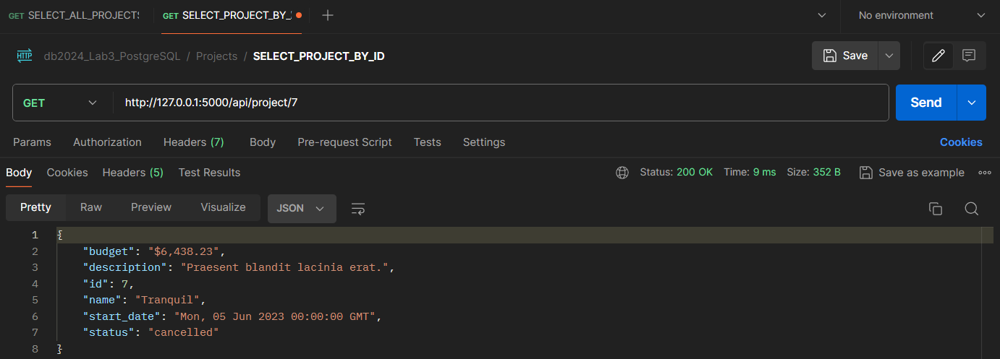 GET SELECT_ALL_PROJECTS GET SELECT_PROJECT_BY_ No environment
HTTP db2024_Lab3_PostgreSQL / Projects / SELECT_PROJECT_BY_ID Save
GET http://127.0.0.1:5000/api/project/7 Send
Params Authorization Headers (7) Body Pre-request Script Tests Settings Cookies
Body Cookies Headers (5) Test Results Status: 200 OK Time: 9 ms Size: 352 B Save as example
Pretty Raw Preview Visualize JSON
1 {
2 "budget": "$6,438.23",
3 "description": "Praesent blandit lacinia erat.",
4 "id": 7,
5 "name": "Tranquil",
6 "start_date": "Mon, 05 Jun 2023 00:00:00 GMT",
7 "status": "cancelled"
8 }